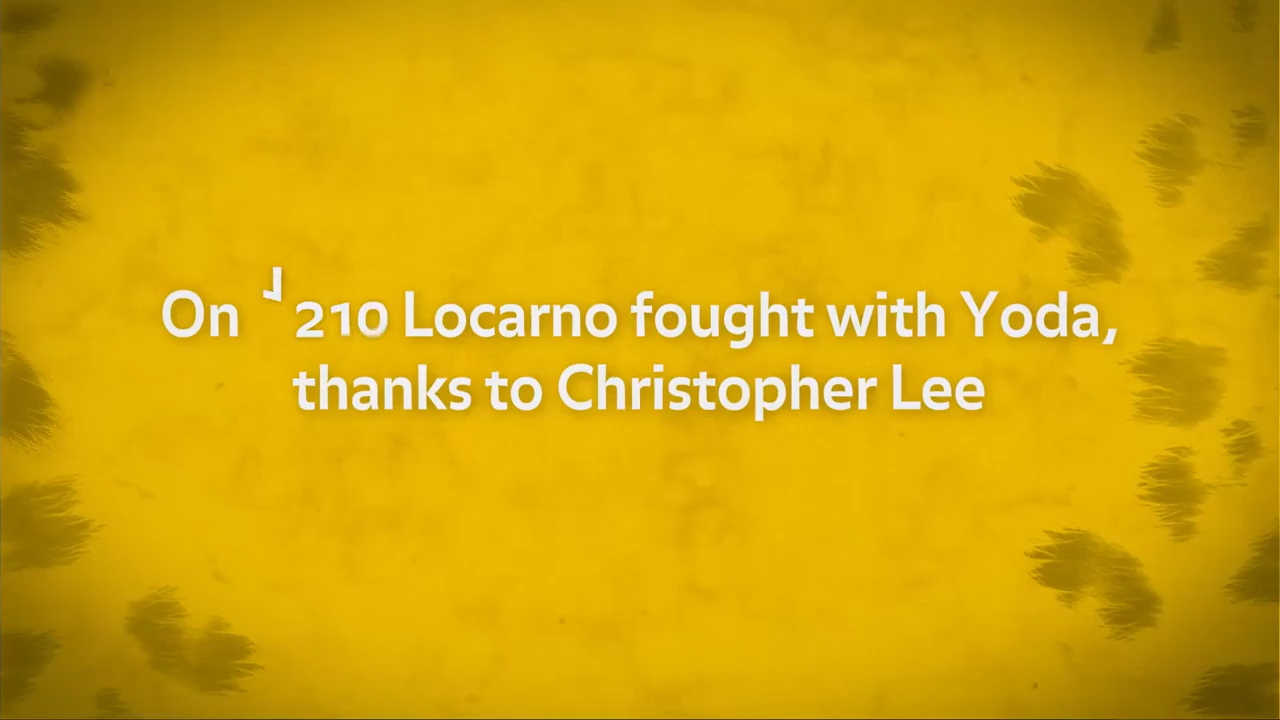 On 210 Locarno fought with Yoda,
thanks to Christopher Lee